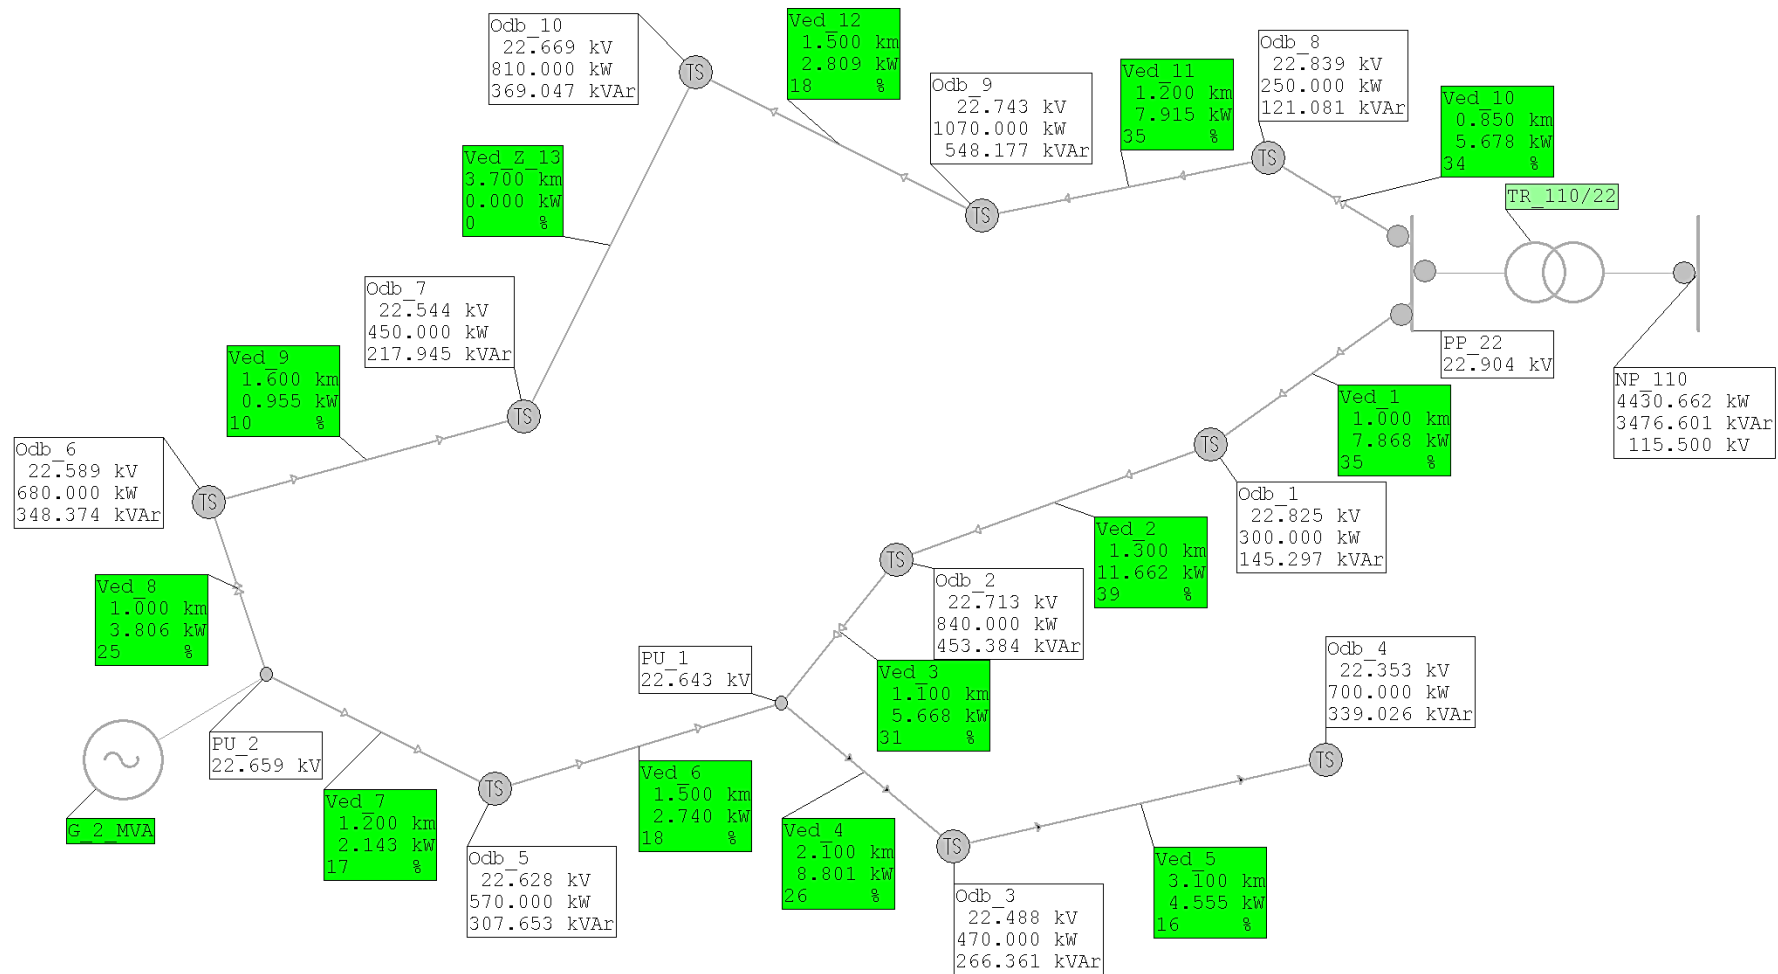 Odb_10
22.669 kV
810.000 kW
369.047 kVAr
Ved_12
1.500 km
2.809 kW
18 %
Odb_9
22.743 kV
1070.000 kW
548.177 kVAr
Ved_11
1.200 km
7.915 kW
35 %
Odb_8
22.839 kV
250.000 kW
121.081 kVAr
Ved_10
0.850 km
5.678 kW
34 %
TR_110/22
Ved_Z_13
3.700 km
0.000 kW
0 %
Odb_7
22.544 kV
450.000 kW
217.945 kVAr
PP_22
22.904 kV
NP_110
4430.662 kW
3476.601 kVAr
115.500 kV
Ved_9
1.600 km
0.955 kW
10 %
Ved_1
1.000 km
7.868 kW
35 %
Odb_6
22.589 kV
680.000 kW
348.374 kVAr
Odb_1
22.825 kV
300.000 kW
145.297 kVAr
Ved_2
1.300 km
11.662 kW
39 %
Ved_8
1.000 km
3.806 kW
25 %
Odb_2
22.713 kV
840.000 kW
453.384 kVAr
PU_1
22.643 kV
Ved_3
1.100 km
5.668 kW
31 %
Odb_4
22.353 kV
700.000 kW
339.026 kVAr
PU_2
22.659 kV
G_2_MVA
Ved_7
1.200 km
2.143 kW
17 %
Ved_6
1.500 km
2.740 kW
18 %
Ved_4
2.100 km
8.801 kW
26 %
Odb_5
22.628 kV
570.000 kW
307.653 kVAr
Ved_5
3.100 km
4.555 kW
16 %
Odb_3
22.488 kV
470.000 kW
266.361 kVAr
TS
TS
TS
TS
TS
TS
TS
TS
TS
TS